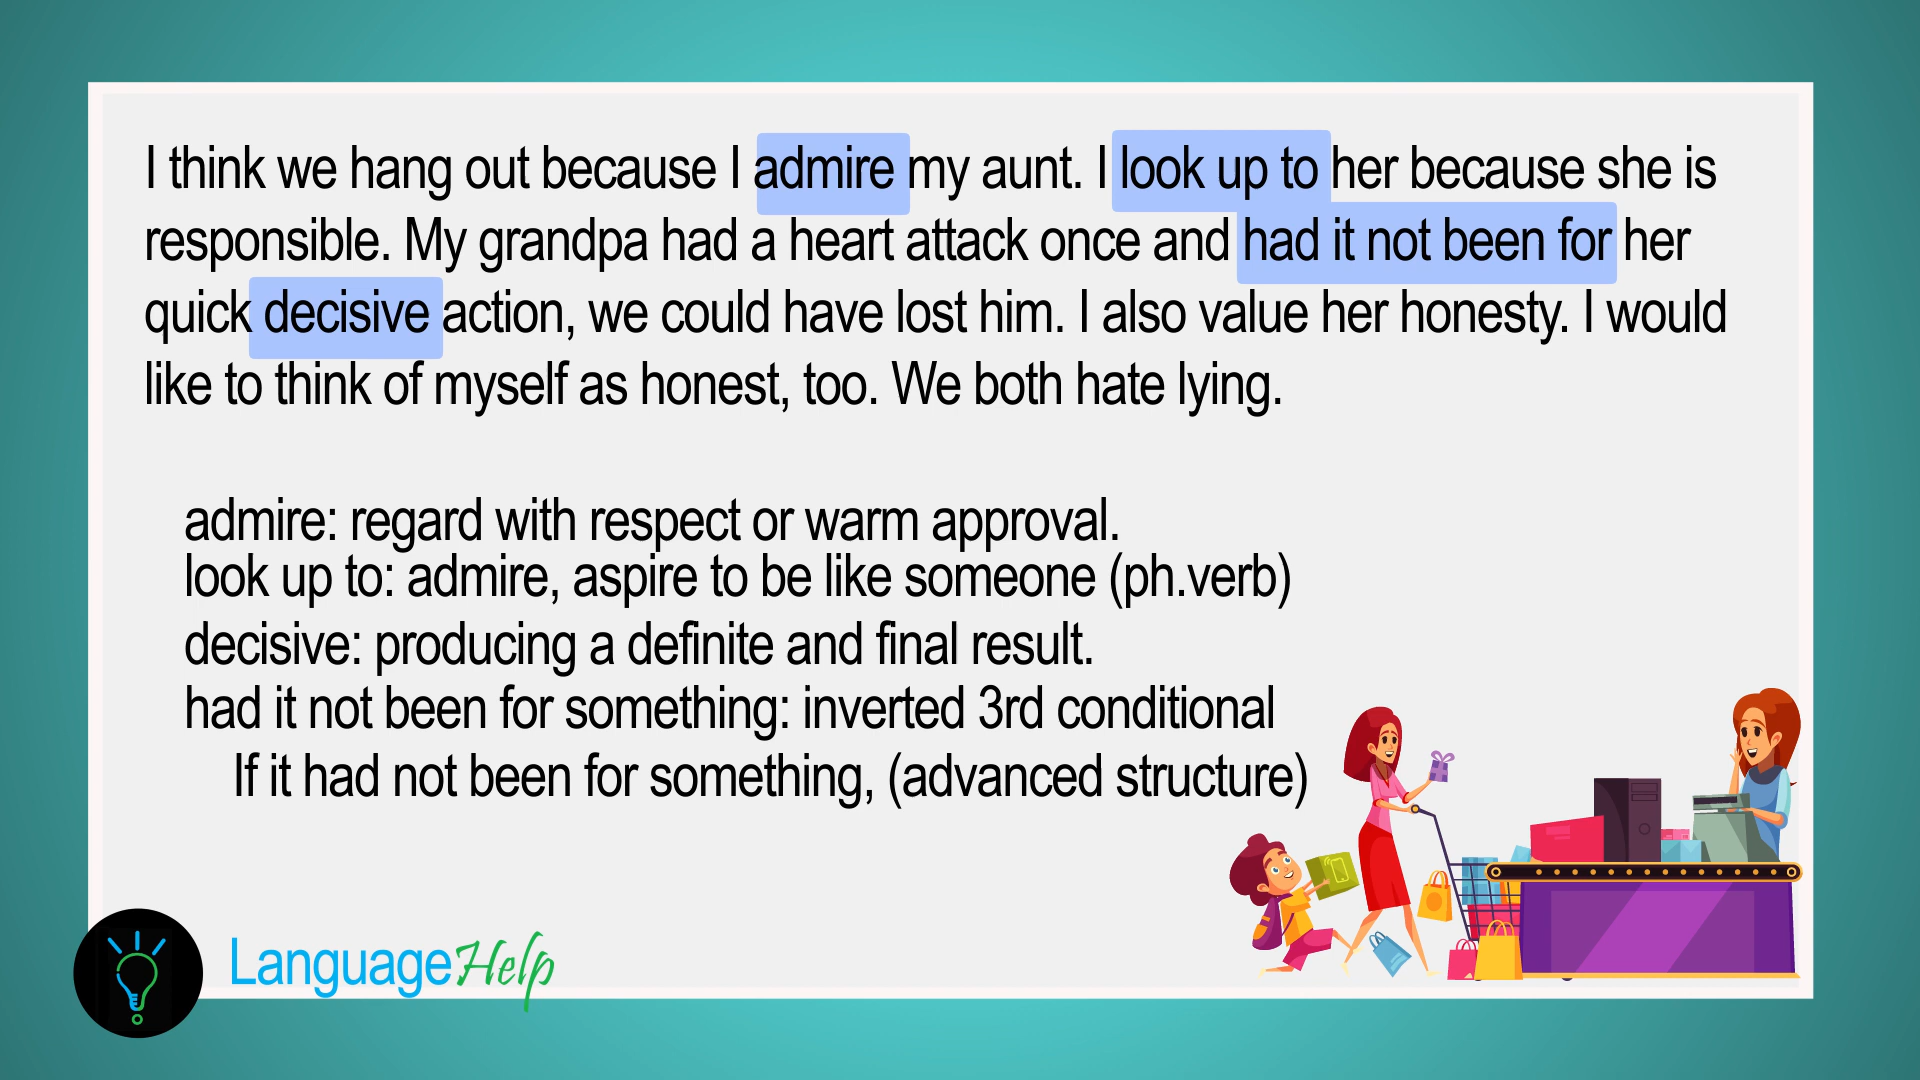 I think we hang out because I admire my aunt. I look up to her because she is
responsible. My grandpa had a heart attack once and had it not been for her
quick decisive action, we could have lost him. I also value her honesty. I would
like to think of myself as honest, too. We both hate lying.
admire: regard with respect or warm approval.
look up to: admire, aspire to be like someone (ph.verb)
decisive: producing a definite and final result.
had it not been for something: inverted 3rd conditional
If it had not been for something, (advanced structure)
LanguageHelp